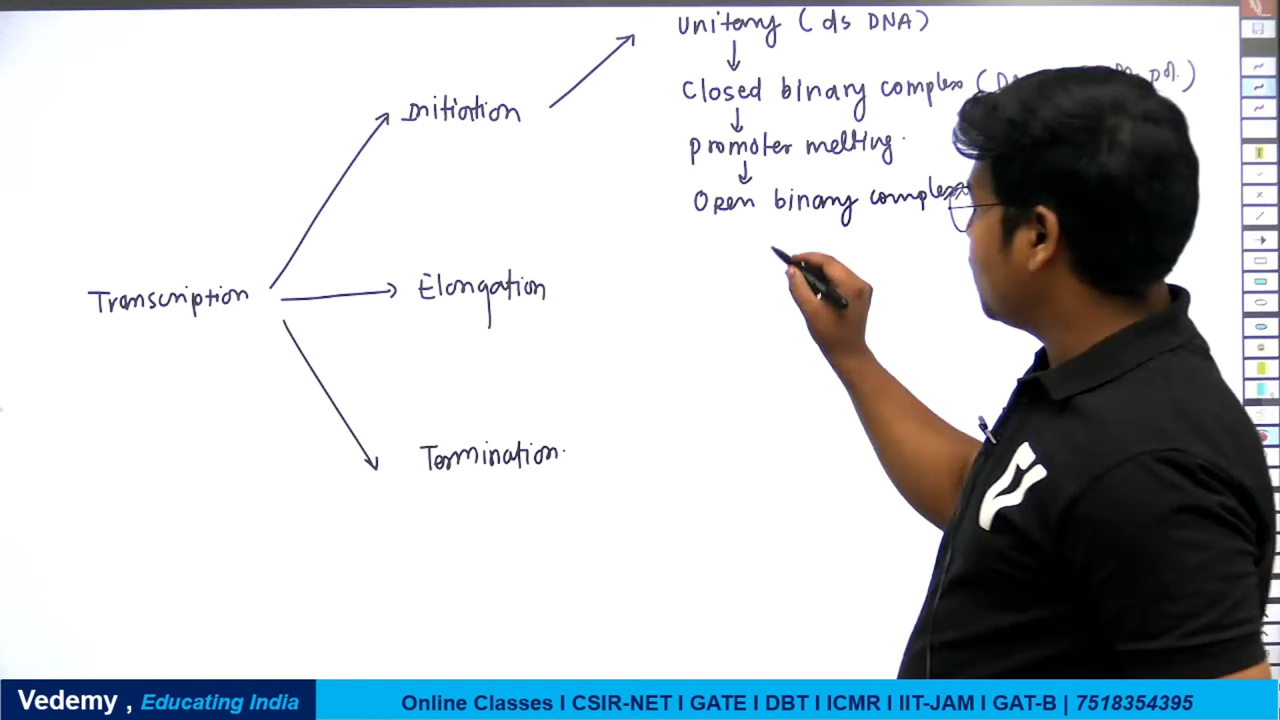 Unitary (ds DNA)
Closed binary complex (
Promoter melting.
Open binary complex
Initiation
Elongation
Transcription
Termination.
Vedemy , Educating India
Online Classes I CSIR-NET I GATE I DBT I ICMR I IIT-JAM I GAT-B | 7518354395